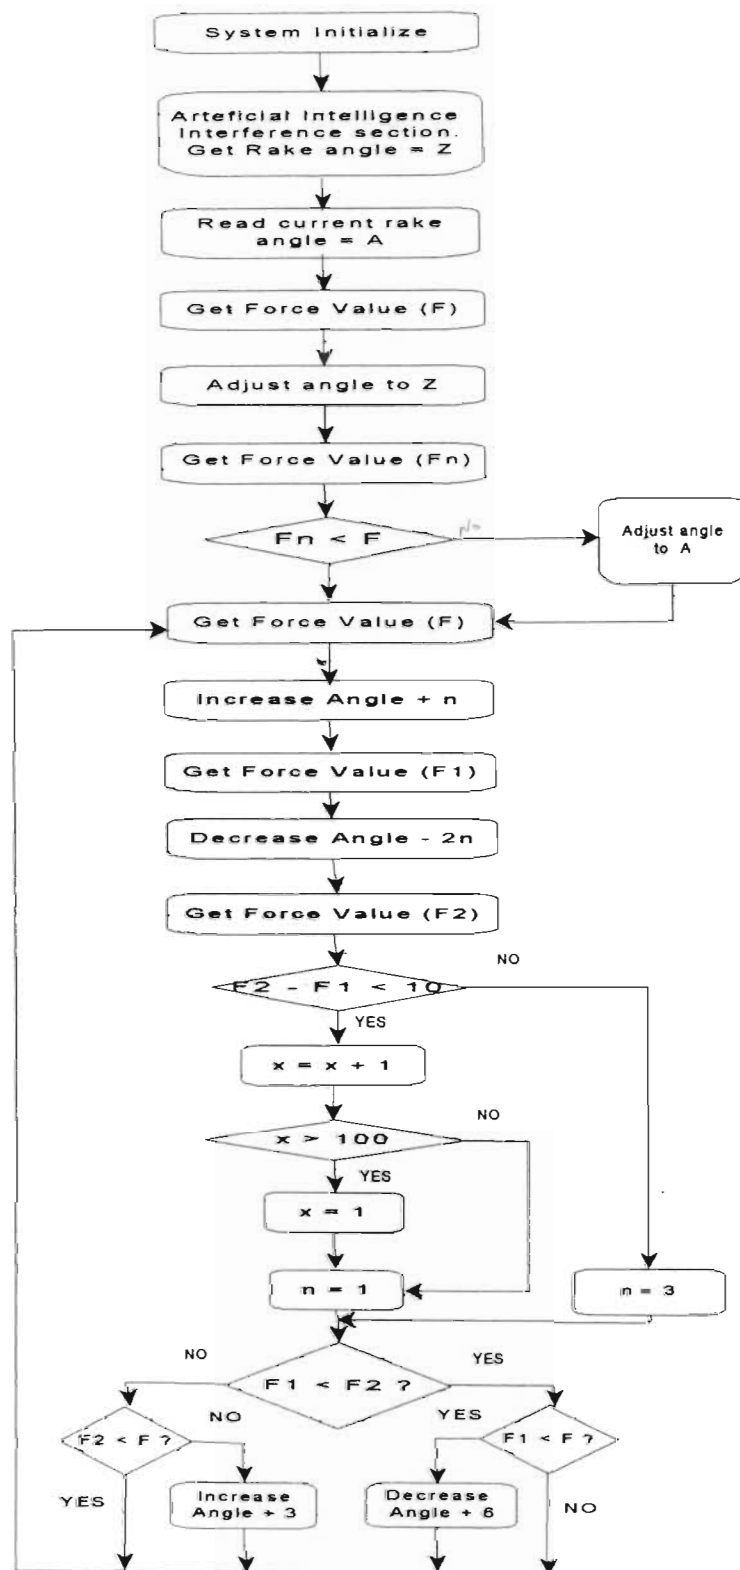 System Initialize
Arteficial Intelligence
Interference section.
Get Rake angle = Z
Read current rake
angle = A
Get Force Value (F)
Adjust angle to Z
Get Force Value (Fn)
Fn < F
No
Adjust angle
to A
Get Force Value (F)
Increase Angle + n
Get Force Value (F1)
Decrease Angle - 2n
Get Force Value (F2)
NO
F2 - F1 < 10
YES
x = x + 1
NO
x > 100
YES
x = 1
n = 1
n = 3
NO
YES
F1 < F2 ?
NO
YES
F2 < F ?
F1 < F ?
YES
Increase
Angle + 3
Decrease
Angle + 6
NO